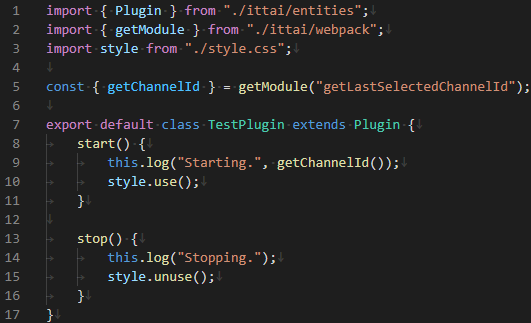 1 import { Plugin } from "./ittai/entities";
2 import { getModule } from "./ittai/webpack";
3 import style from "./style.css";
4
5 const { getChannelId } = getModule("getLastSelectedChannelId");
6
7 export default class TestPlugin extends Plugin {
8 start() {
9 this.log("Starting.", getChannelId());
10 style.use();
11 }
12
13 stop() {
14 this.log("Stopping.");
15 style.unuse();
16 }
17 }